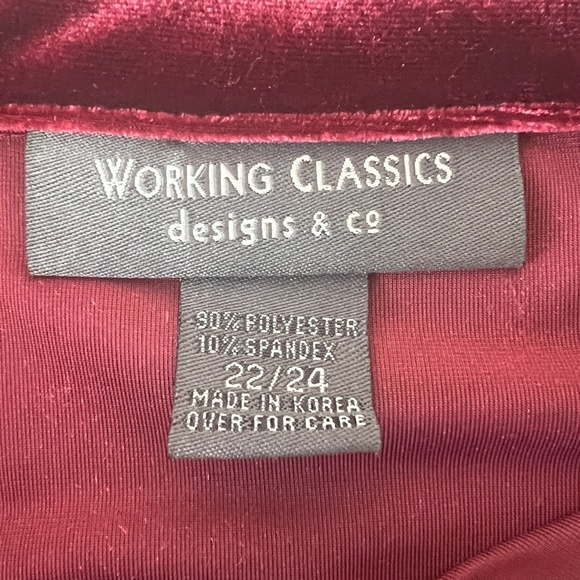 WORKING CLASSICS
designs & co
90% POLYESTER
10% SPANDEX
22/24
MADE IN KOREA
OVER FOR CARE